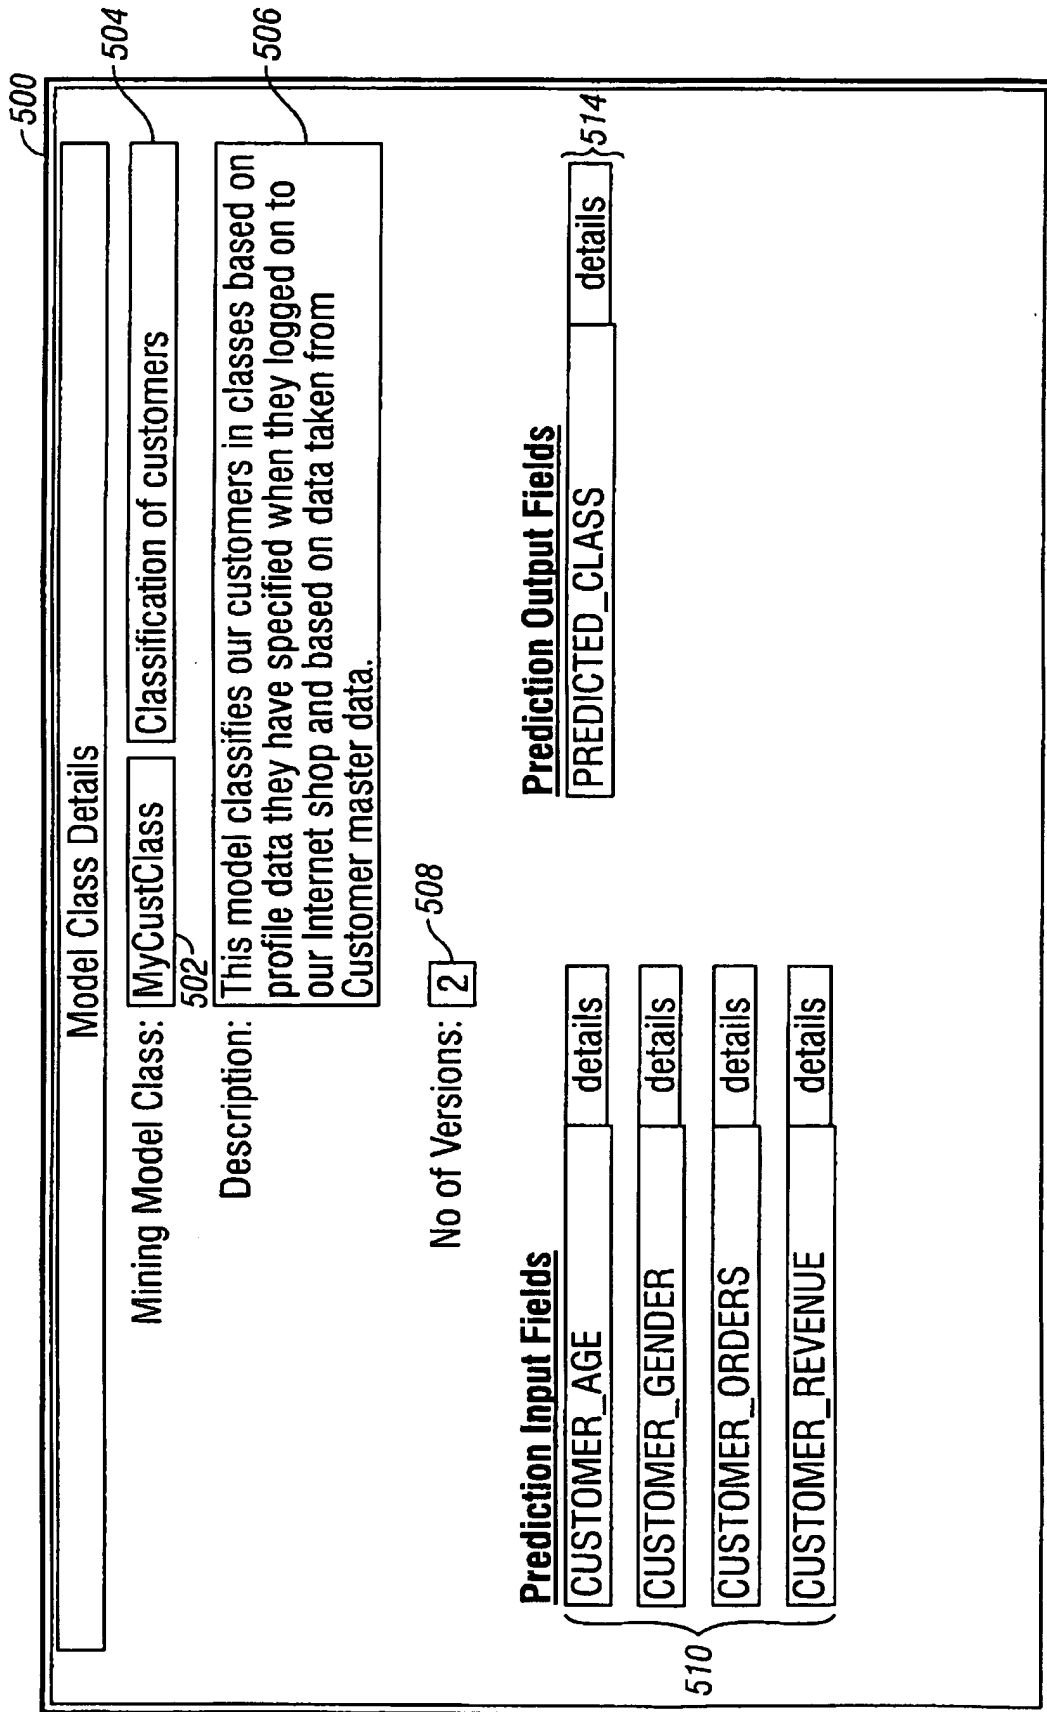 500
Model Class Details
Mining Model Class: MyCustClass Classification of customers 504
502
Description: This model classifies our customers in classes based on
profile data they have specified when they logged on to
our Internet shop and based on data taken from
Customer master data.
506
No of Versions: 2 508
Prediction Input Fields
CUSTOMER_AGE details
CUSTOMER_GENDER details
CUSTOMER_ORDERS details
CUSTOMER_REVENUE details
510
Prediction Output Fields
PREDICTED_CLASS details 514